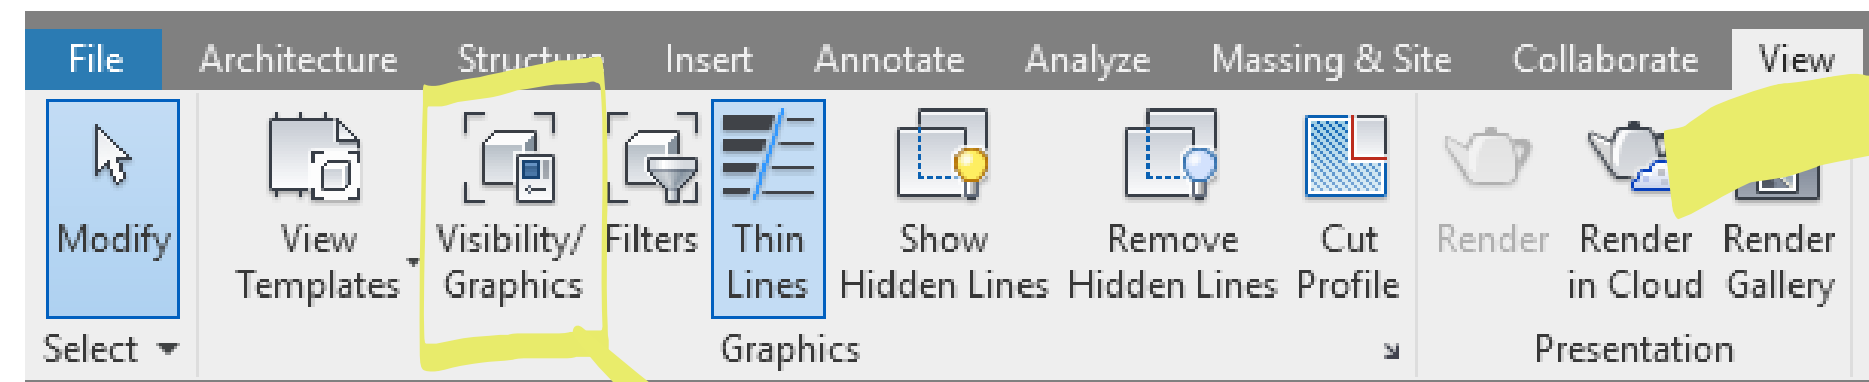 File Architecture Structure Insert Annotate Analyze Massing & Site Collaborate View
Modify View Visibility/ Filters Thin Show Remove Cut Render Render Render
Templates Graphics Lines Hidden Lines Hidden Lines Profile in Cloud Gallery
Select Graphics Presentation